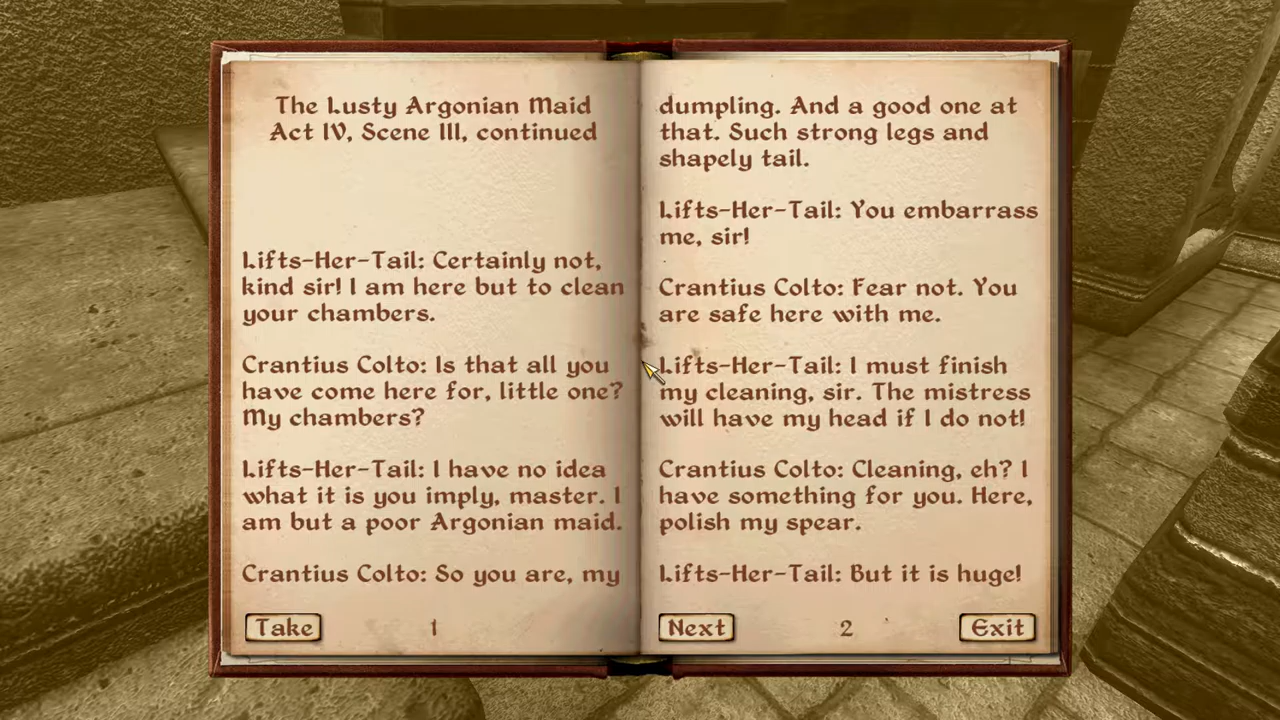 The Lusty Argonian Maid
Act IV, Scene III, continued
Lifts-Her-Tail: Certainly not,
kind sir! I am here but to clean
your chambers.
Crantius Colto: Is that all you
have come here for, little one?
My chambers?
Lifts-Her-Tail: I have no idea
what it is you imply, master. I
am but a poor Argonian maid.
Crantius Colto: So you are, my
Take
1
dumpling. And a good one at
that. Such strong legs and
shapely tail.
Lifts-Her-Tail: You embarrass
me, sir!
Crantius Colto: Fear not. You
are safe here with me.
Lifts-Her-Tail: I must finish
my cleaning, sir. The mistress
will have my head if I do not!
Crantius Colto: Cleaning, eh? I
have something for you. Here,
polish my spear.
Lifts-Her-Tail: But it is huge!
Next
2
Exit